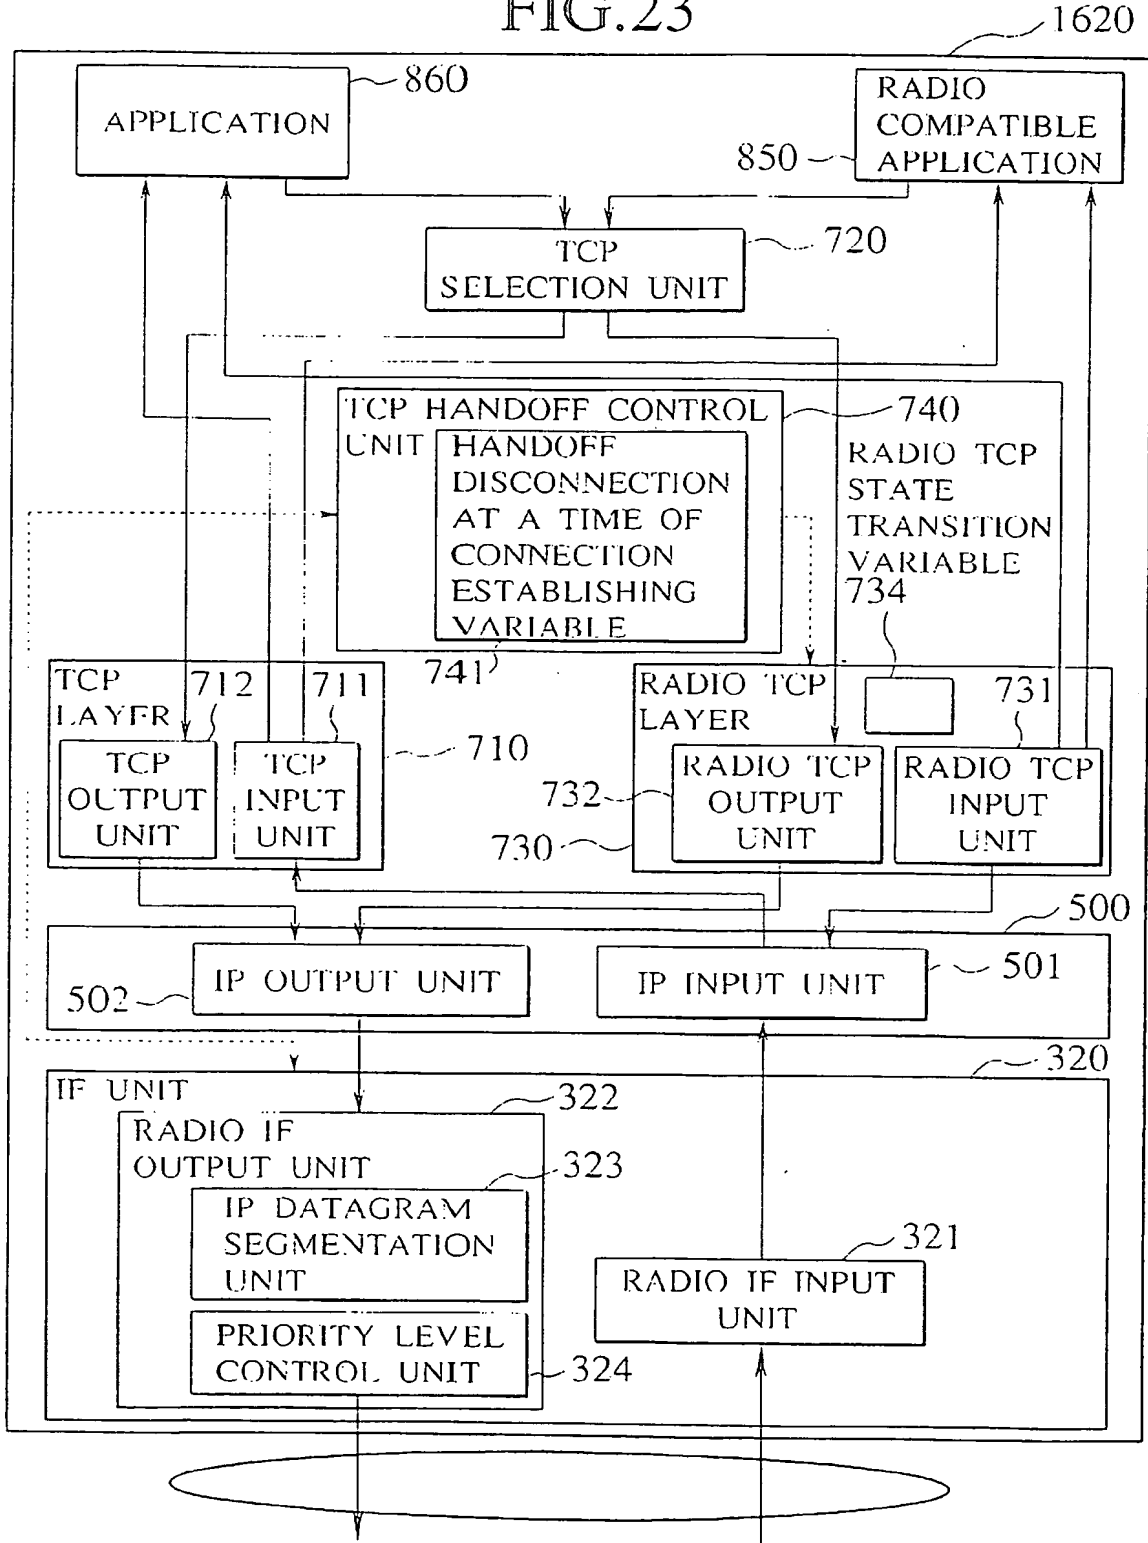 FIG.23
1620
860
APPLICATION
RADIO
COMPATIBLE
APPLICATION
850
720
TCP
SELECTION UNIT
TCP HANDOFF CONTROL
UNIT
740
HANDOFF
DISCONNECTION
AT A TIME OF
CONNECTION
ESTABLISHING
VARIABLE
741
RADIO TCP
STATE
TRANSITION
VARIABLE
734
TCP
LAYER
712
711
710
TCP
OUTPUT
UNIT
TCP
INPUT
UNIT
RADIO TCP
LAYER
731
732
730
RADIO TCP
OUTPUT
UNIT
RADIO TCP
INPUT
UNIT
500
IP OUTPUT UNIT
502
IP INPUT UNIT
501
320
IF UNIT
322
RADIO IF
OUTPUT UNIT
323
IP DATAGRAM
SEGMENTATION
UNIT
321
RADIO IF INPUT
UNIT
PRIORITY LEVEL
CONTROL UNIT
324